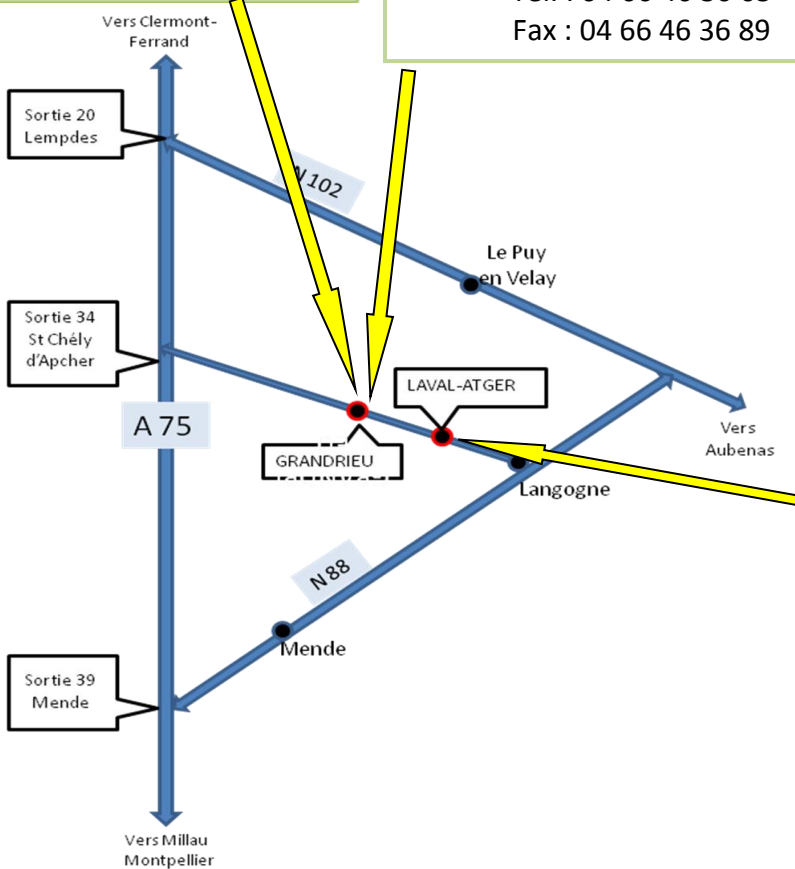 Fax : 04 66 46 36 89
Vers Clermont-
Ferrand
Sortie 20
Lempdes
N 102
Le Puy
en Velay
Sortie 34
St Chély
d'Apcher
LAVAL-ATGER
A 75
Vers
Aubenas
GRANDRIEU
Langogne
N 88
Mende
Sortie 39
Mende
Vers Millau
Montpellier